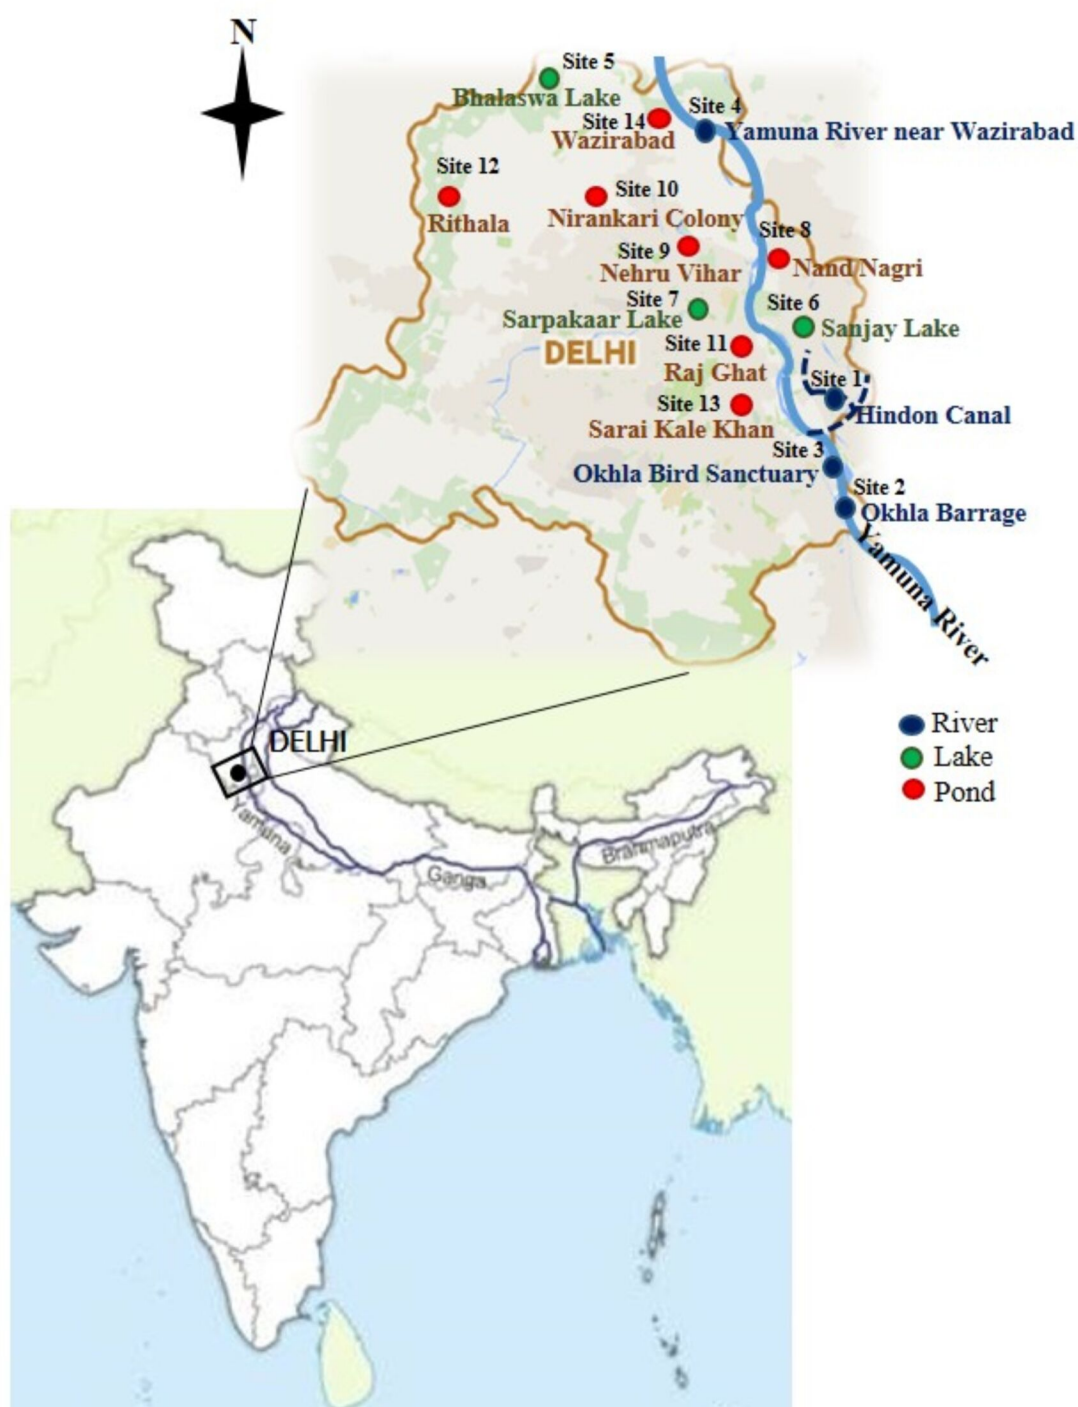 N
Site 5
Bhalaswa Lake
Site 4
Site 14
Yamuna River near Wazirabad
Wazirabad
Site 12
Rithala
Site 10
Nirankari Colony
Site 8
Nand Nagri
Site 9
Nehru Vihar
Site 7
Sarpakaar Lake
Site 6
Sanjay Lake
DELHI
Site 11
Raj Ghat
Site 1
Hindon Canal
Site 13
Sarai Kale Khan
Site 3
Okhla Bird Sanctuary
Site 2
Okhla Barrage
Yamuna River
River
Lake
Pond
DELHI
Yamuna
Ganga
Brahmaputra